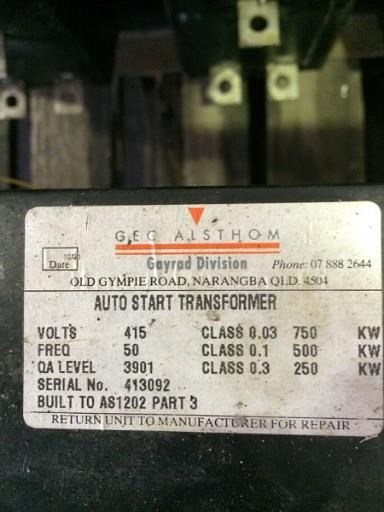 GEC ALSTHOM
Date
Gayrad Division
Phone: 07 888 2644
OLD GYMPIE ROAD, NARANGBA QLD. 4504
AUTO START TRANSFORMER
VOLTS 415 CLASS 0.03 750 KW
FREQ 50 CLASS 0.1 500 KW
QA LEVEL 3901 CLASS 0.3 250 KW
SERIAL No. 413092
BUILT TO AS1202 PART 3
RETURN UNIT TO MANUFACTURER FOR REPAIR